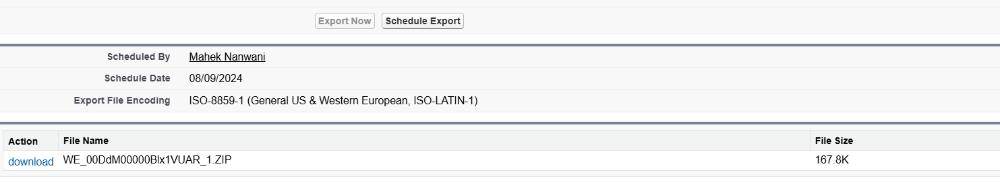 Export Now Schedule Export
Scheduled By Mahek Nanwani
Schedule Date 08/09/2024
Export File Encoding ISO-8859-1 (General US & Western European, ISO-LATIN-1)
Action File Name File Size
download WE_00DdM00000Blx1VUAR_1.ZIP 167.8K